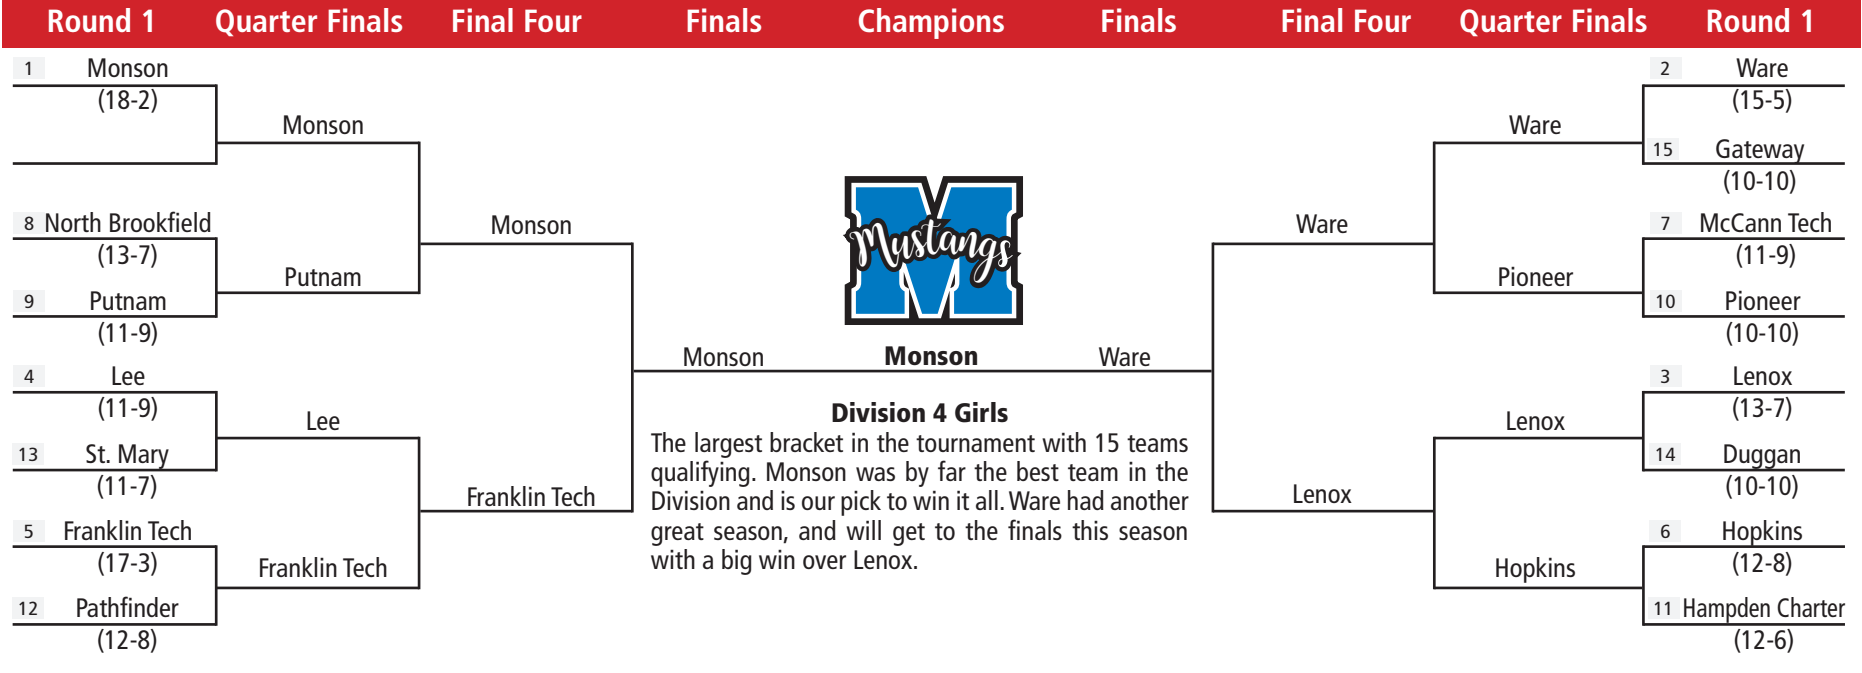 Round 1 Quarter Finals Final Four Finals Champions Finals Final Four Quarter Finals Round 1
1 Monson
(18-2)
8 North Brookfield
(13-7)
9 Putnam
(11-9)
4 Lee
(11-9)
13 St. Mary
(11-7)
5 Franklin Tech
(17-3)
12 Pathfinder
(12-8)
Monson
Putnam
Lee
Franklin Tech
Monson
Franklin Tech
Monson
Mustangs
Monson
Division 4 Girls
The largest bracket in the tournament with 15 teams
qualifying. Monson was by far the best team in the
Division and is our pick to win it all. Ware had another
great season, and will get to the finals this season
with a big win over Lenox.
Ware
Ware
Lenox
Ware
Pioneer
Lenox
Hopkins
2 Ware
(15-5)
15 Gateway
(10-10)
7 McCann Tech
(11-9)
10 Pioneer
(10-10)
3 Lenox
(13-7)
14 Duggan
(10-10)
6 Hopkins
(12-8)
11 Hampden Charter
(12-6)